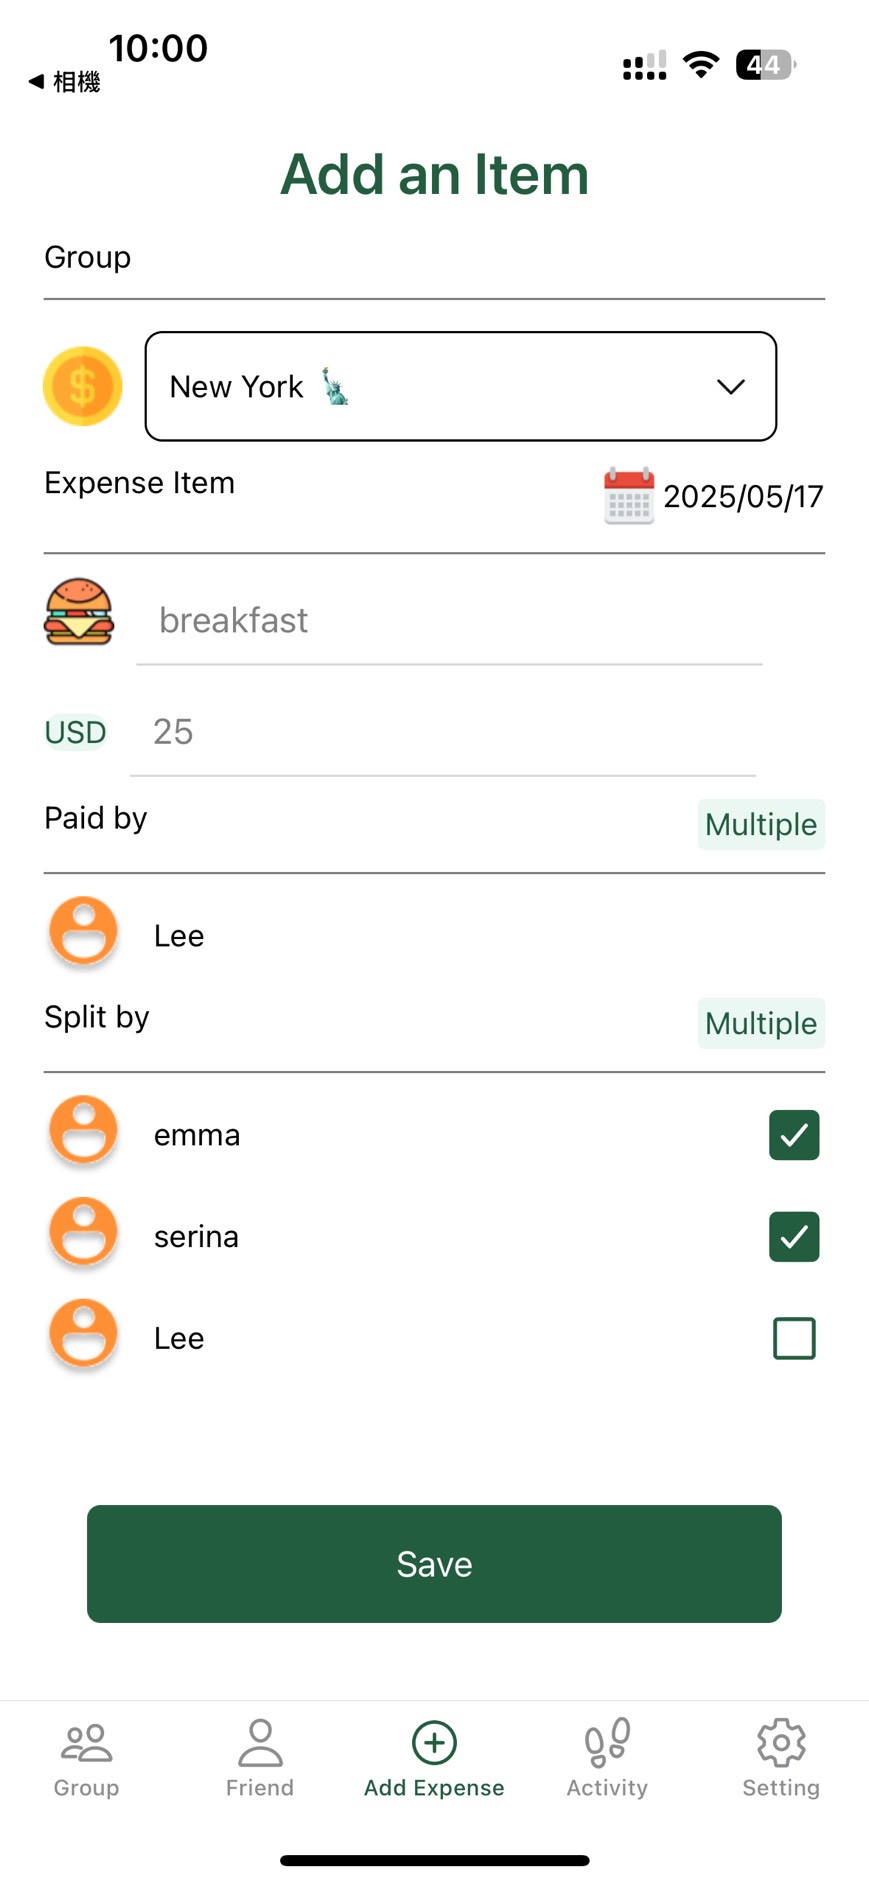 10:00
◀ 相機
44
Add an Item
Group
New York 🗽
Expense Item
2025/05/17
breakfast
USD 25
Paid by Multiple
Lee
Split by Multiple
emma
serina
Lee
Save
Group Friend Add Expense Activity Setting